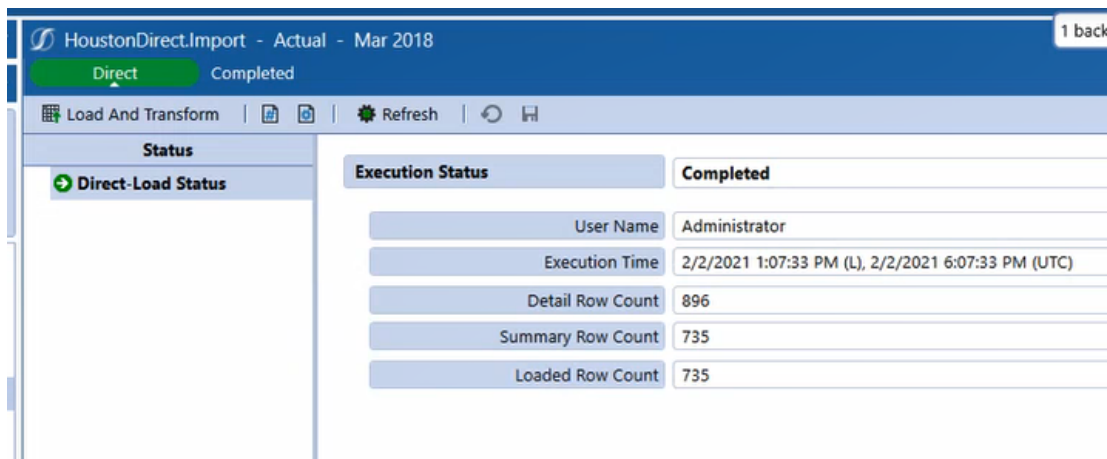 HoustonDirect.Import - Actual - Mar 2018
1 back
Direct Completed
Load And Transform Refresh
Status
Direct-Load Status
Execution Status Completed
User Name Administrator
Execution Time 2/2/2021 1:07:33 PM (L), 2/2/2021 6:07:33 PM (UTC)
Detail Row Count 896
Summary Row Count 735
Loaded Row Count 735